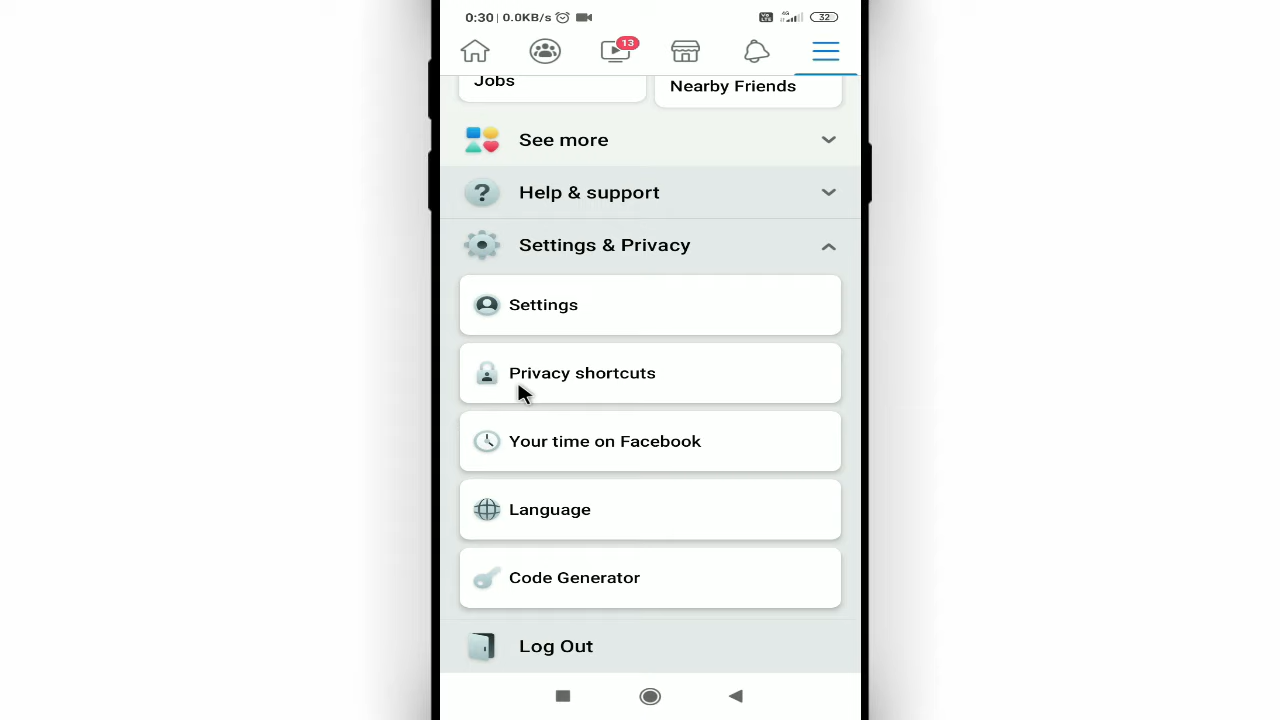 0:30 | 0.0KB/s
4G
32
13
Jobs
Nearby Friends
See more
Help & support
Settings & Privacy
Settings
Privacy shortcuts
Your time on Facebook
Language
Code Generator
Log Out